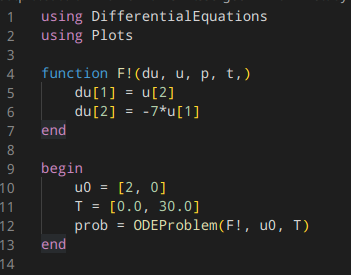 1 using DifferentialEquations
2 using Plots
3
4 function F!(du, u, p, t,)
5     du[1] = u[2]
6     du[2] = -7*u[1]
7 end
8
9 begin
10     u0 = [2, 0]
11     T = [0.0, 30.0]
12     prob = ODEProblem(F!, u0, T)
13 end
14